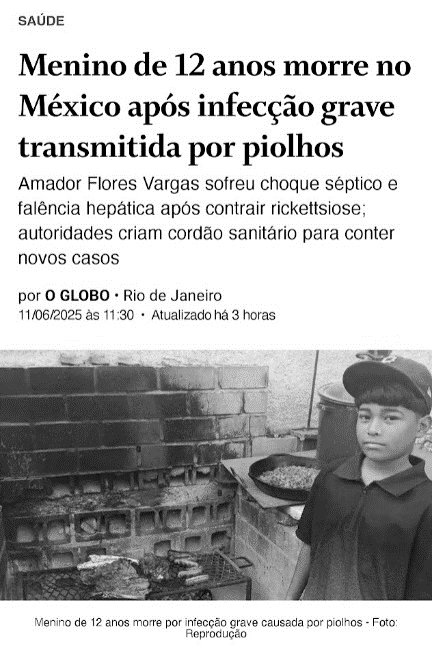 SAÚDE
Menino de 12 anos morre no
México após infecção grave
transmitida por piolhos
Amador Flores Vargas sofreu choque séptico e
falência hepática após contrair rickettsiose;
autoridades criam cordão sanitário para conter
novos casos
por O GLOBO • Rio de Janeiro
11/06/2025 às 11:30 • Atualizado há 3 horas
Menino de 12 anos morre por infecção grave causada por piolhos - Foto:
Reprodução